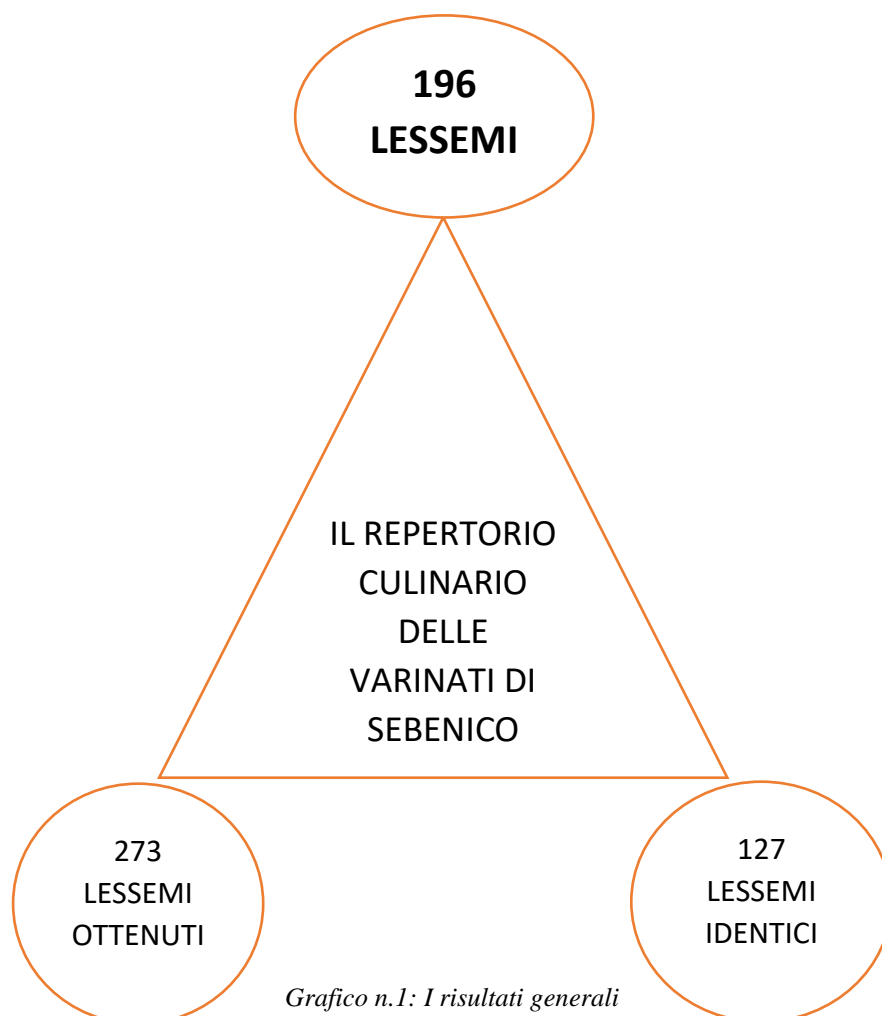 196
LESSEMI
IL REPERTORIO
CULINARIO
DELLE
VARINATI DI
SEBENICO
273
LESSEMI
OTTENUTI
127
LESSEMI
IDENTICI
Grafico n.1: I risultati generali